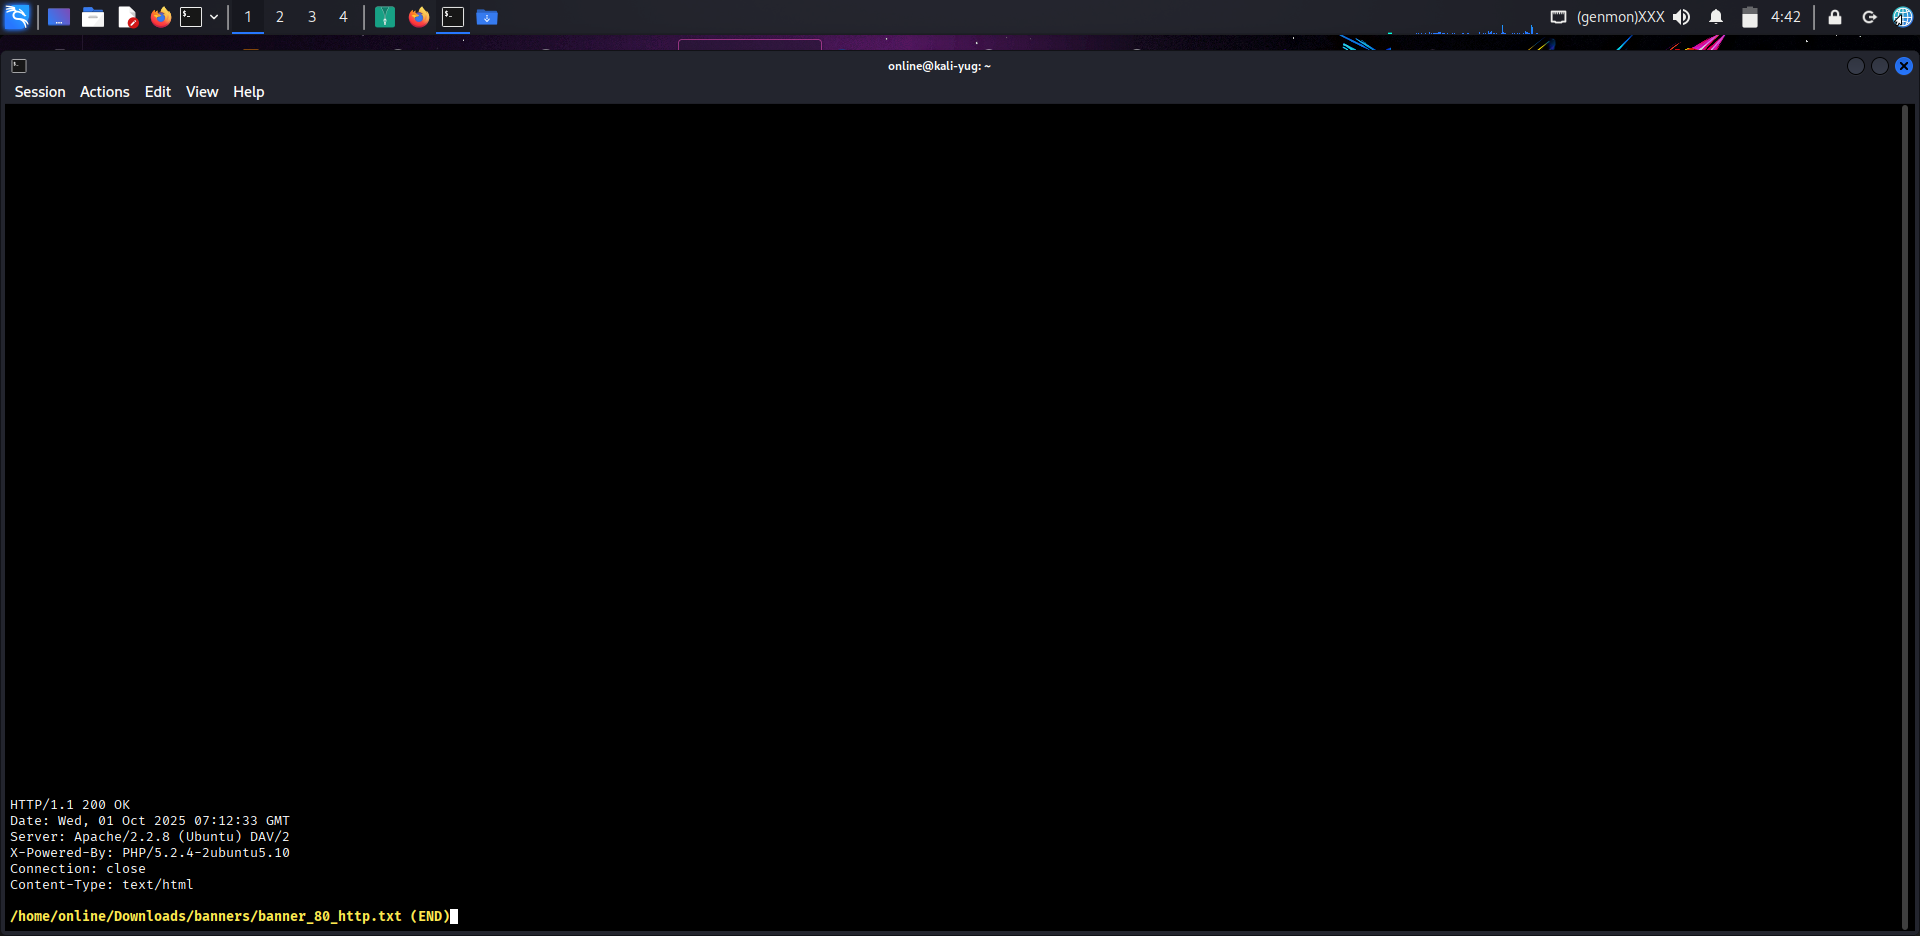 1 2 3 4 (genmon)XXX 4:42
online@kali-yug: ~
Session Actions Edit View Help
HTTP/1.1 200 OK
Date: Wed, 01 Oct 2025 07:12:33 GMT
Server: Apache/2.2.8 (Ubuntu) DAV/2
X-Powered-By: PHP/5.2.4-2ubuntu5.10
Connection: close
Content-Type: text/html
/home/online/Downloads/banners/banner_80_http.txt (END)